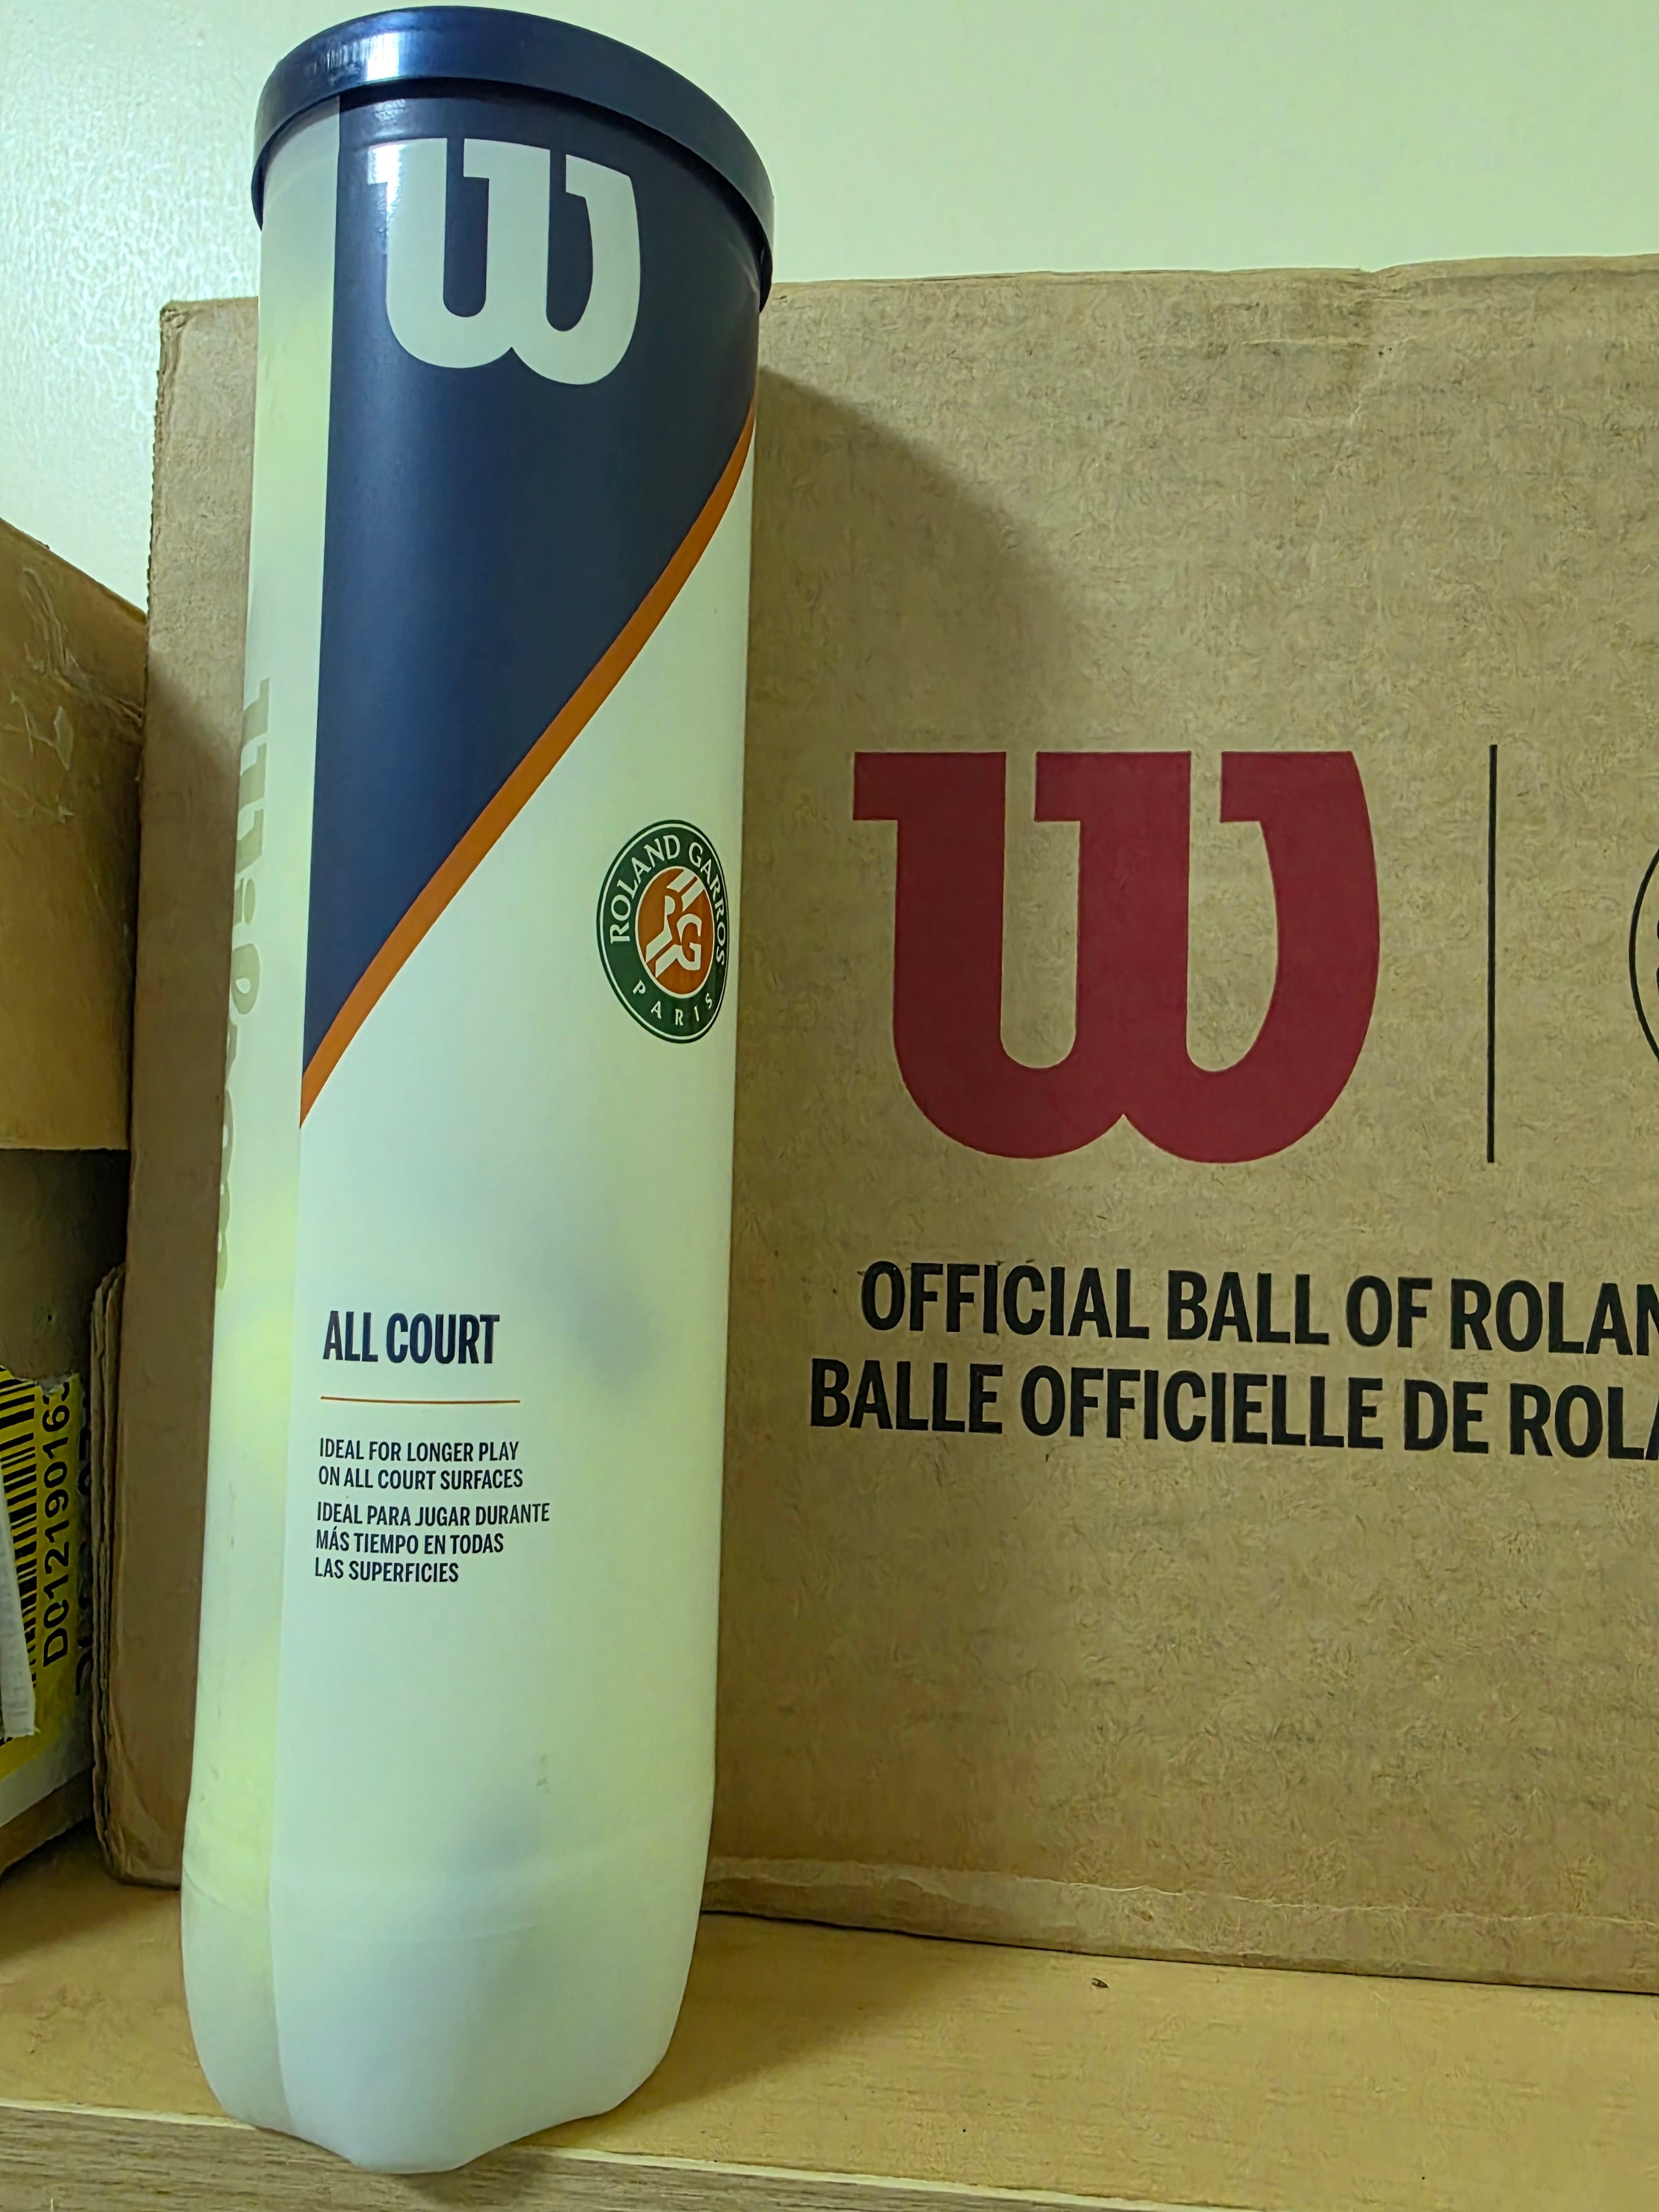 W
ROLAND GARROS
RG
PARIS
ALL COURT
IDEAL FOR LONGER PLAY
ON ALL COURT SURFACES
IDEAL PARA JUGAR DURANTE
MÁS TIEMPO EN TODAS
LAS SUPERFICIES
W
OFFICIAL BALL OF ROLAN
BALLE OFFICIELLE DE ROLA